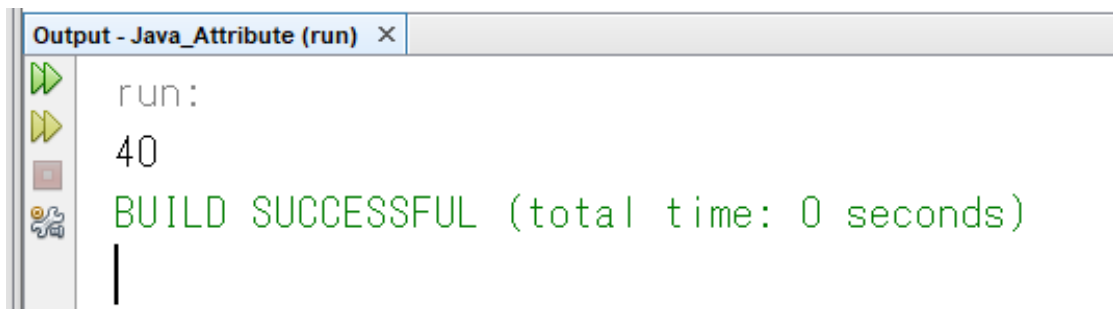 Output - Java_Attribute (run) ×
run:
40
BUILD SUCCESSFUL (total time: 0 seconds)